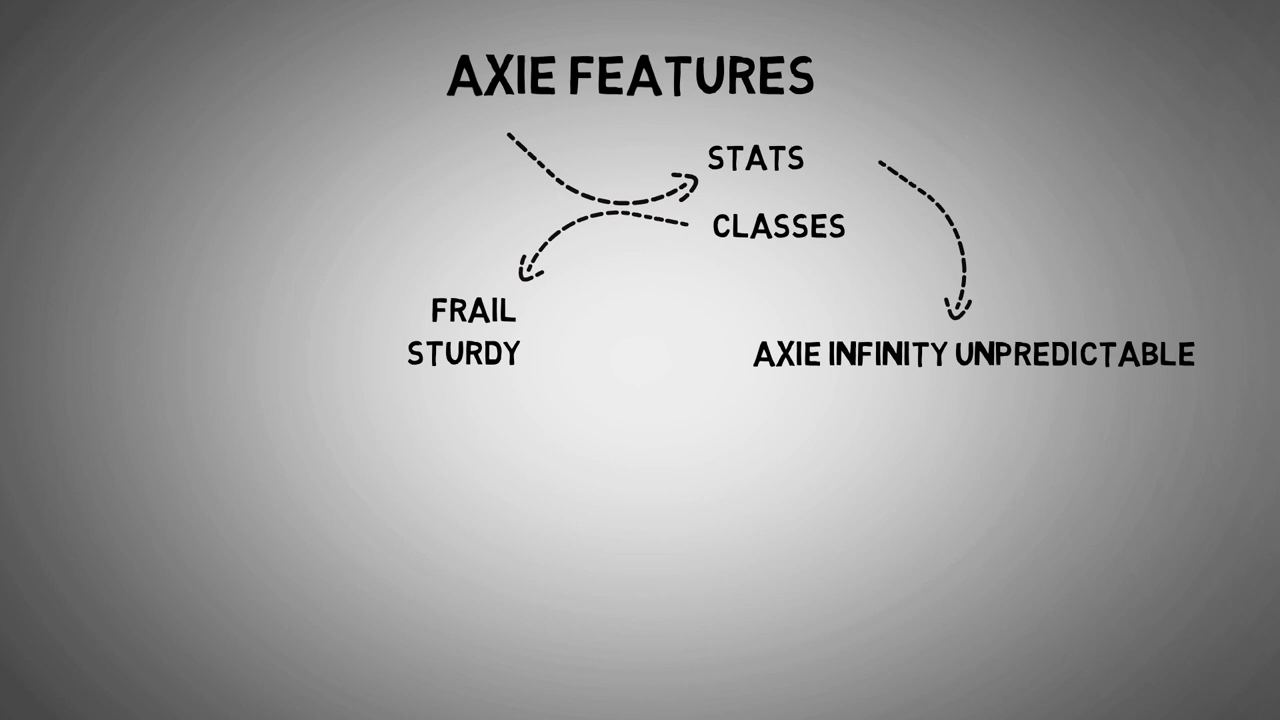 AXIE FEATURES
STATS
CLASSES
FRAIL
STURDY
AXIE INFINITY UNPREDICTABLE